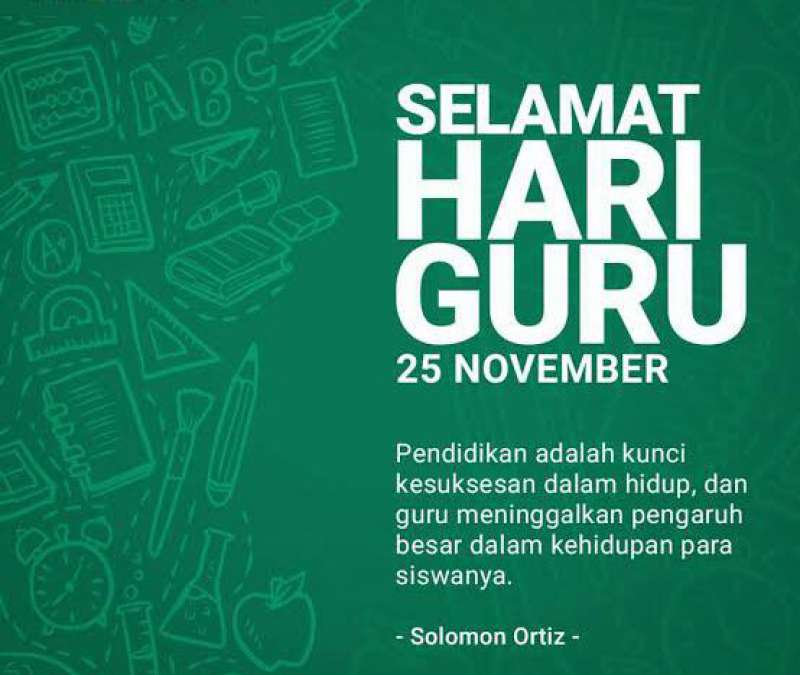 SELAMAT
HARI
GURU
25 NOVEMBER
Pendidikan adalah kunci
kesuksesan dalam hidup, dan
guru meninggalkan pengaruh
besar dalam kehidupan para
siswanya.
- Solomon Ortiz -
ABC
A+